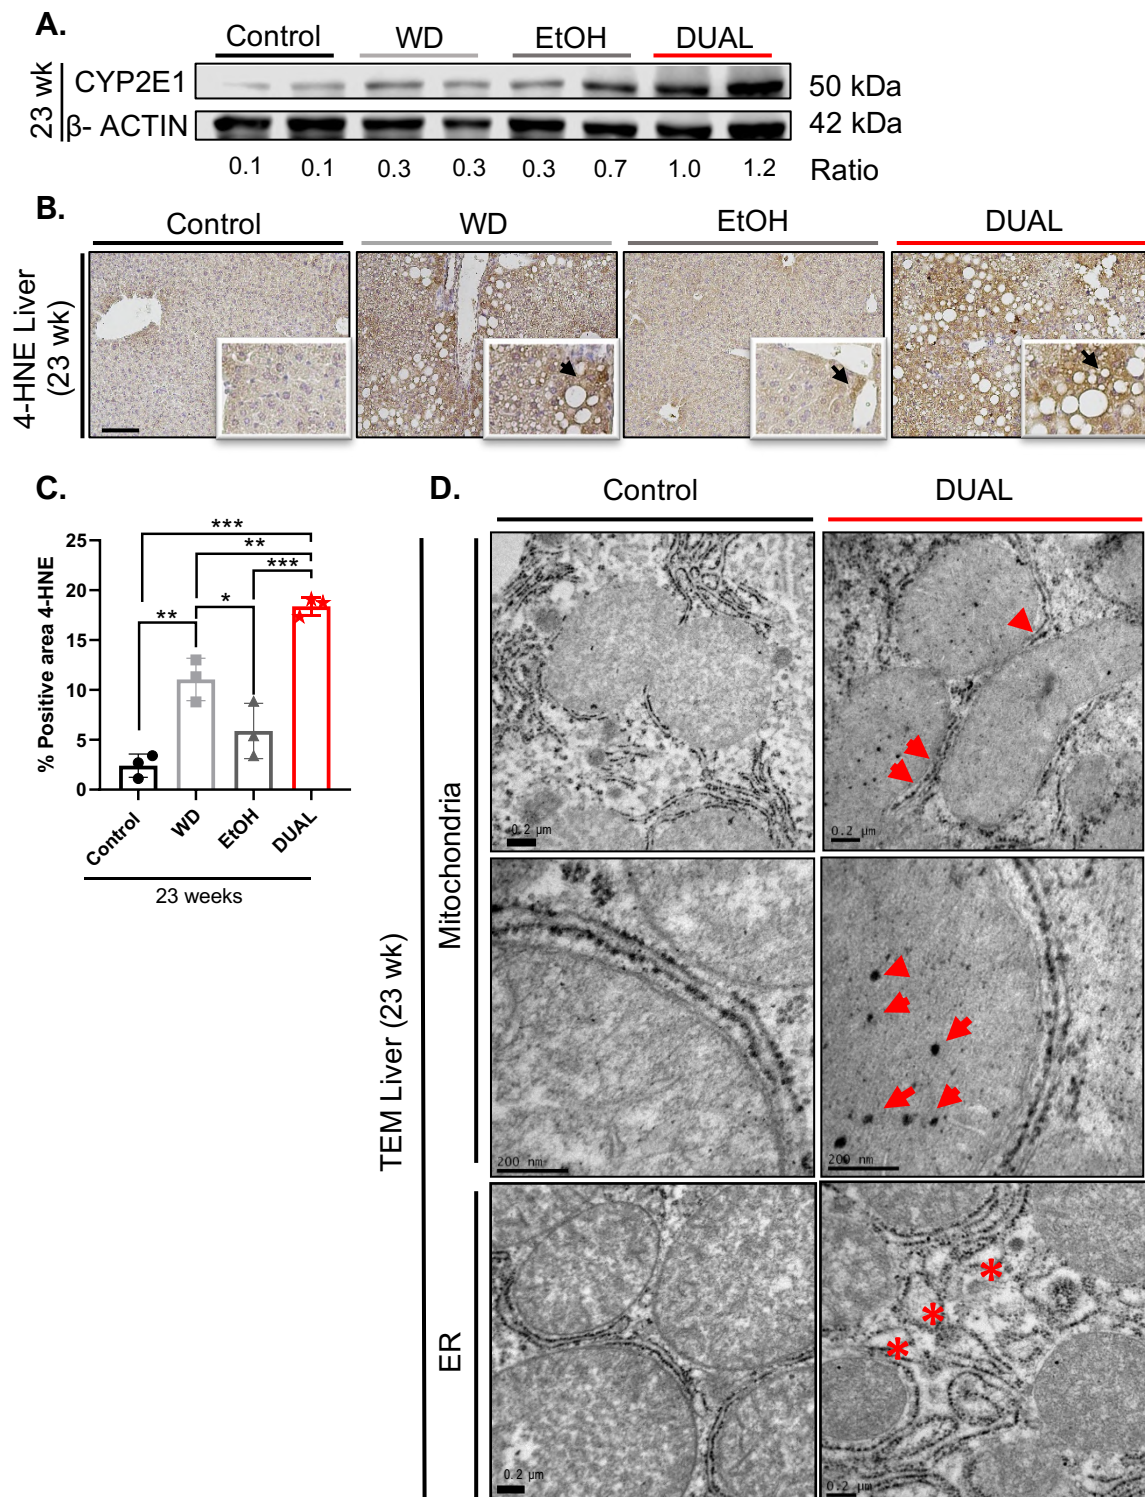 A.
Control WD EtOH DUAL
23 wk
CYP2E1 50 kDa
β- ACTIN 42 kDa
0.1 0.1 0.3 0.3 0.3 0.7 1.0 1.2 Ratio
B.
Control WD EtOH DUAL
4-HNE Liver
(23 wk)
C.
% Positive area 4-HNE
25
20
15
10
5
0
***
**
***
**
*
Control WD EtOH DUAL
23 weeks
D.
Control DUAL
TEM Liver (23 wk)
Mitochondria
0.2 µm 0.2 µm
200 nm 200 nm
ER
* * *
0.2 µm 0.2 µm